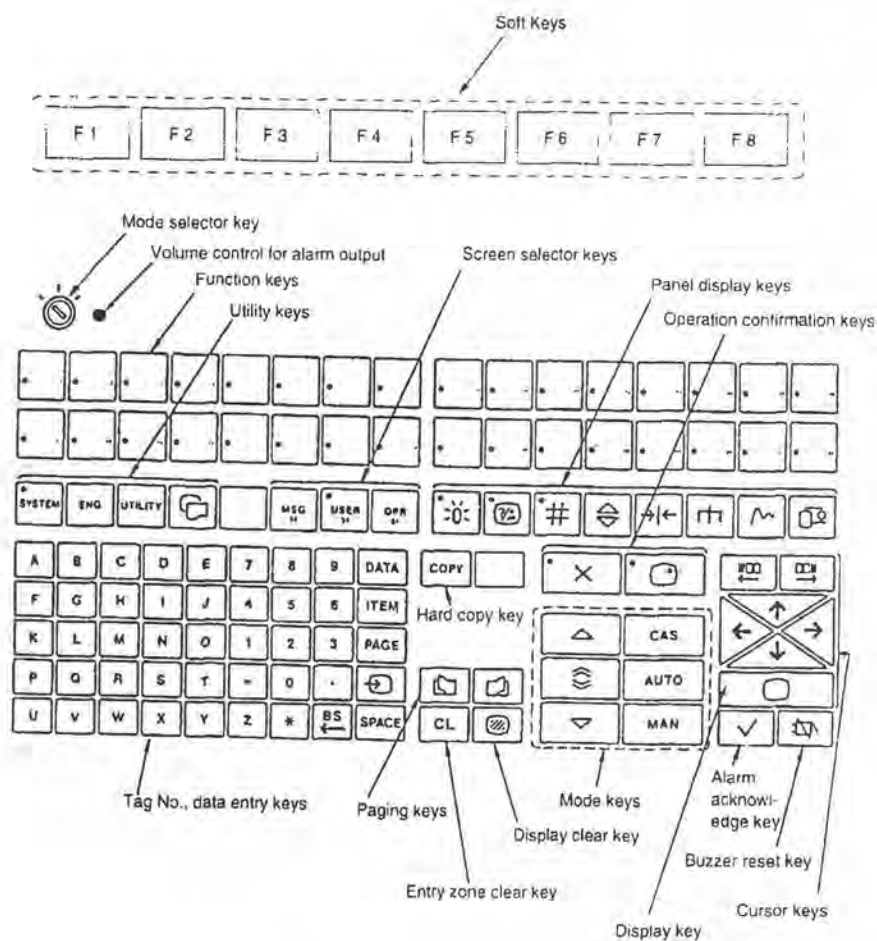 Soft Keys
F1 F2 F3 F4 F5 F6 F7 F8
Mode selector key
Volume control for alarm output
Function keys
Utility keys
Screen selector keys
Panel display keys
Operation confirmation keys
SYSTEM ENG UTILITY MSG USER OPR
A B C D E 7 8 9 DATA
F G H I J 4 5 6 ITEM
K L M N O 1 2 3 PAGE
P Q R S T - 0 .
U V W X Y Z * BS SPACE
COPY
Hard copy key
CL
CAS
AUTO
MAN
Tag No., data entry keys
Paging keys
Mode keys
Display clear key
Entry zone clear key
Alarm
acknowl-
edge key
Buzzer reset key
Cursor keys
Display key